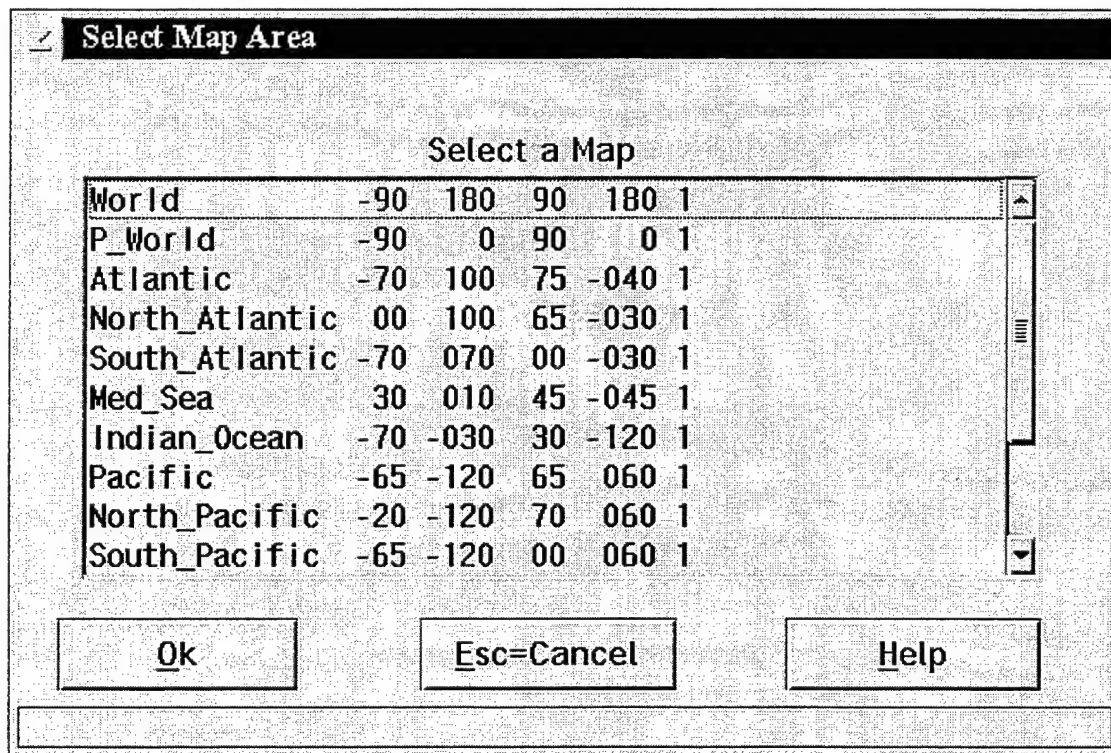 Select Map Area
Select a Map
World -90 180 90 180 1
P_World -90 0 90 0 1
Atlantic -70 100 75 -040 1
North_Atlantic 00 100 65 -030 1
South_Atlantic -70 070 00 -030 1
Med_Sea 30 010 45 -045 1
Indian_Ocean -70 -030 30 -120 1
Pacific -65 -120 65 060 1
North_Pacific -20 -120 70 060 1
South_Pacific -65 -120 00 060 1
Ok Esc=Cancel Help